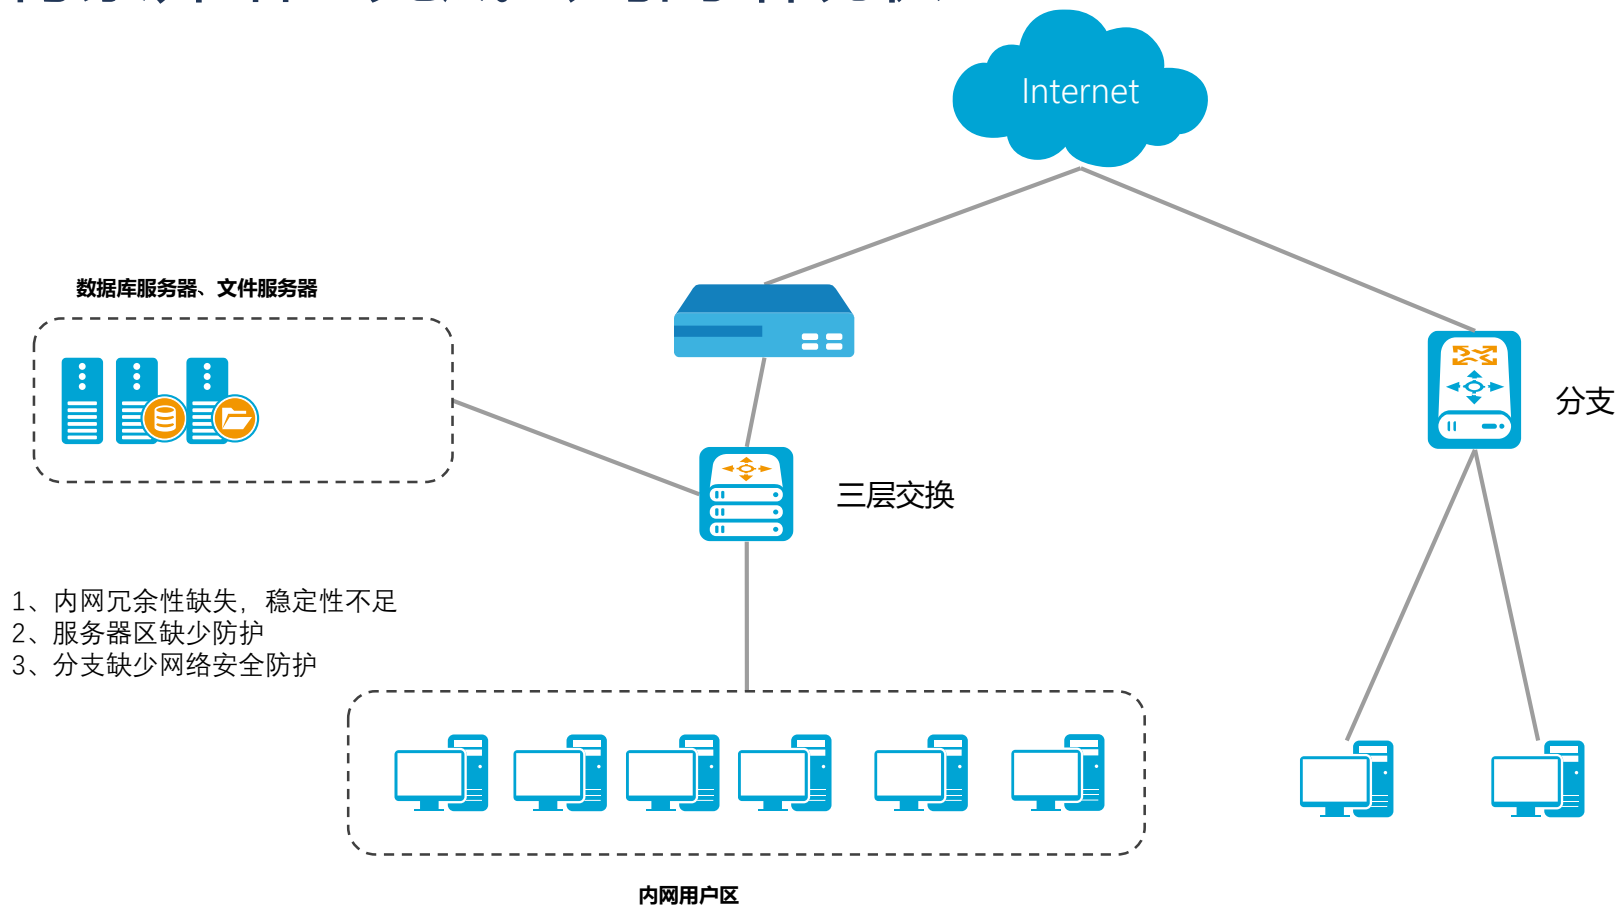 Internet
数据库服务器、文件服务器
分支
三层交换
1、内网冗余性缺失，稳定性不足
2、服务器区缺少防护
3、分支缺少网络安全防护
内网用户区